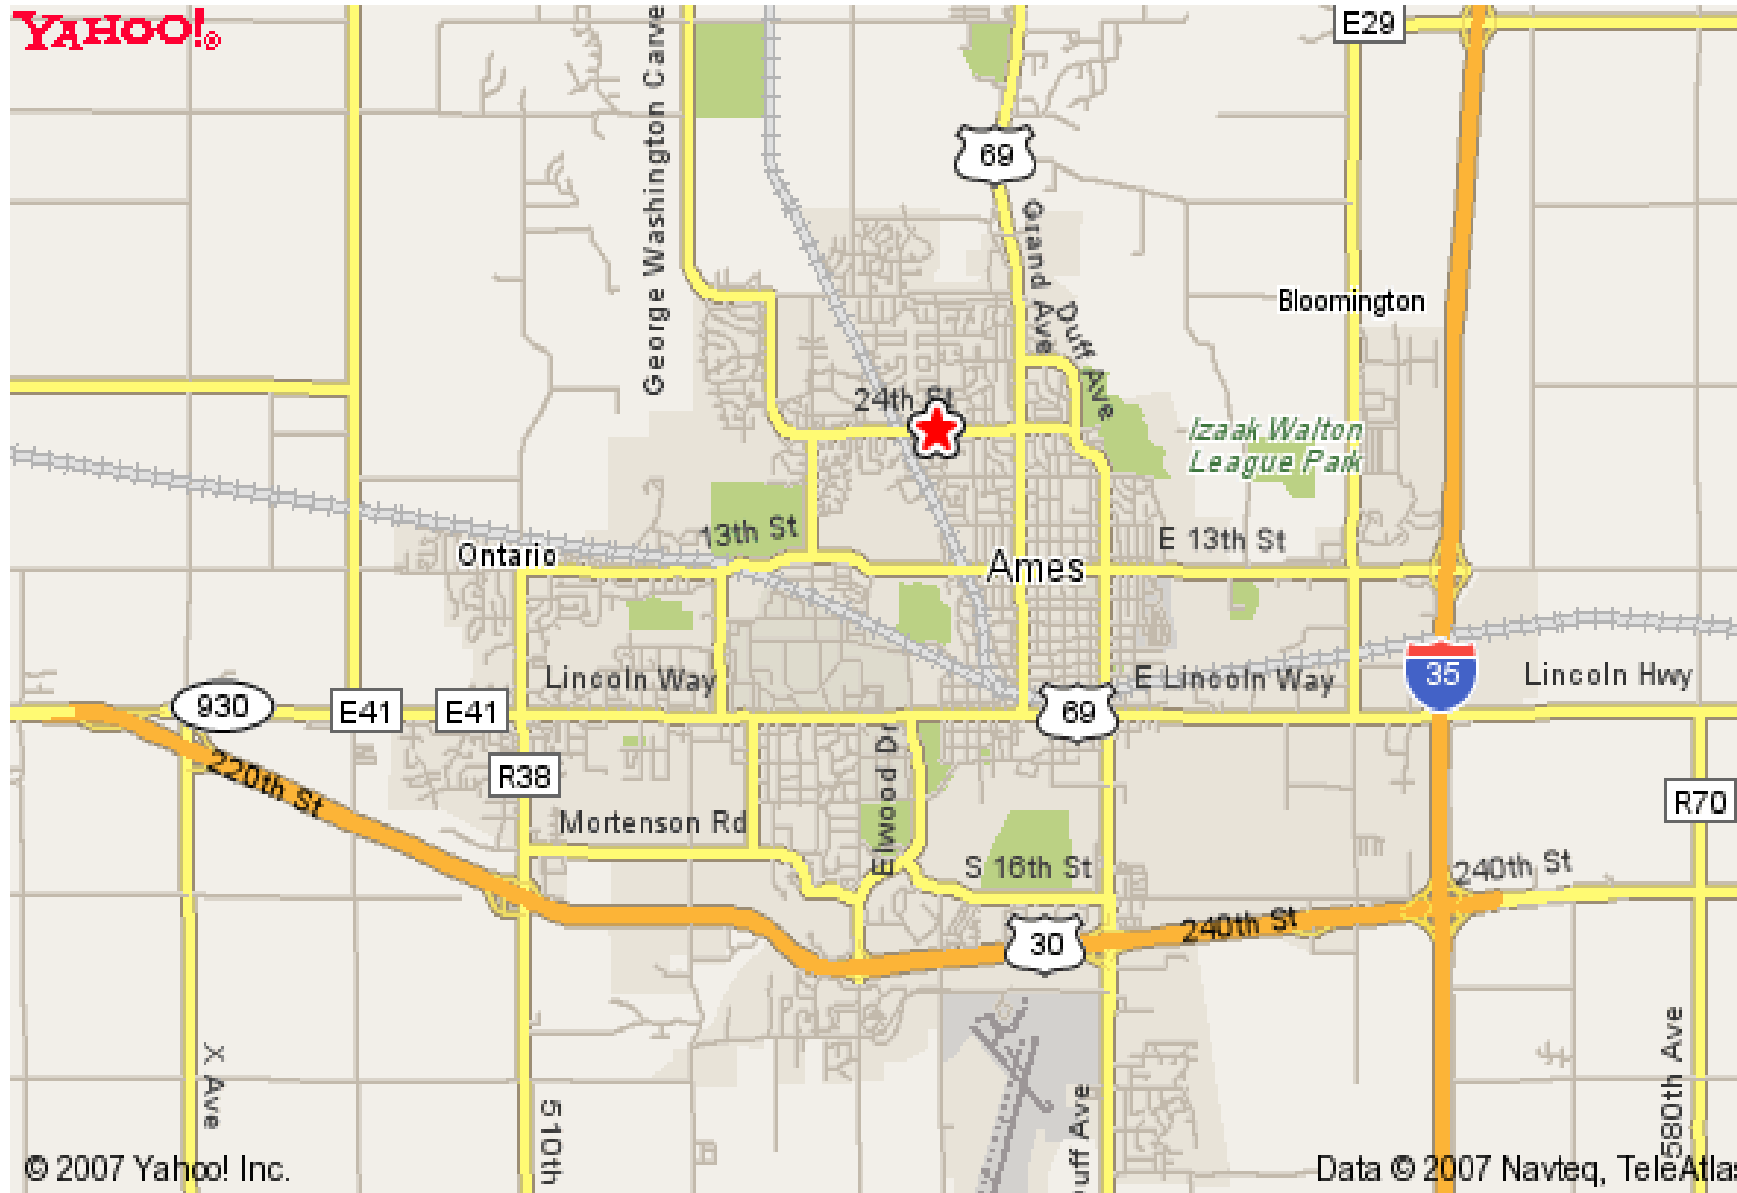 YAHOO!®
E29
George Washington Carve
69
Grand Ave
Bloomington
Duff Ave
24th St
Izaak Walton
League Park
13th St
E 13th St
Ontario
Ames
Lincoln Way
E Lincoln Way
35
Lincoln Hwy
930
E41
E41
69
Elwood Dr
220th St
R38
R70
Mortenson Rd
S 16th St
240th St
240th St
30
X Ave
510th
580th Ave
uff Ave
© 2007 Yahoo! Inc.
Data © 2007 Navteq, TeleAtlas